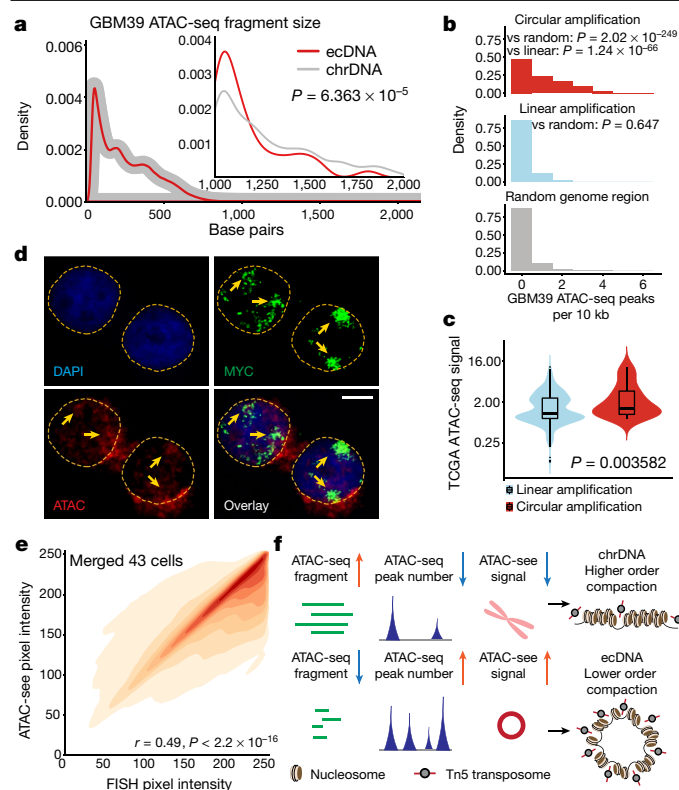 a
GBM39 ATAC-seq fragment size
0.006
0.004
0.002
0.000
Density
0
500
1,000
1,500
2,000
Base pairs
0.004
0.003
0.002
0.001
1,000
1,250
1,500
1,750
2,000
ecDNA
chrDNA
P = 6.363 × 10⁻⁵
b
Circular amplification
vs random: P = 2.02 × 10⁻²⁴⁹
vs linear: P = 1.24 × 10⁻⁶⁶
0.75
0.50
0.25
0.00
Linear amplification
vs random: P = 0.647
0.75
0.50
0.25
0.00
Density
Random genome region
0.75
0.50
0.25
0.00
0
2
4
6
GBM39 ATAC-seq peaks
per 10 kb
c
TCGA ATAC-seq signal
16.00
2.00
0.25
P = 0.003582
Linear amplification
Circular amplification
d
DAPI
MYC
ATAC
Overlay
e
Merged 43 cells
ATAC-see pixel intensity
250
200
150
100
50
0
r = 0.49, P < 2.2 × 10⁻¹⁶
0
50
100
150
200
250
FISH pixel intensity
f
ATAC-seq
fragment
ATAC-seq
peak number
ATAC-see
signal
chrDNA
Higher order
compaction
ATAC-seq
fragment
ATAC-seq
peak number
ATAC-see
signal
ecDNA
Lower order
compaction
Nucleosome
Tn5 transposome